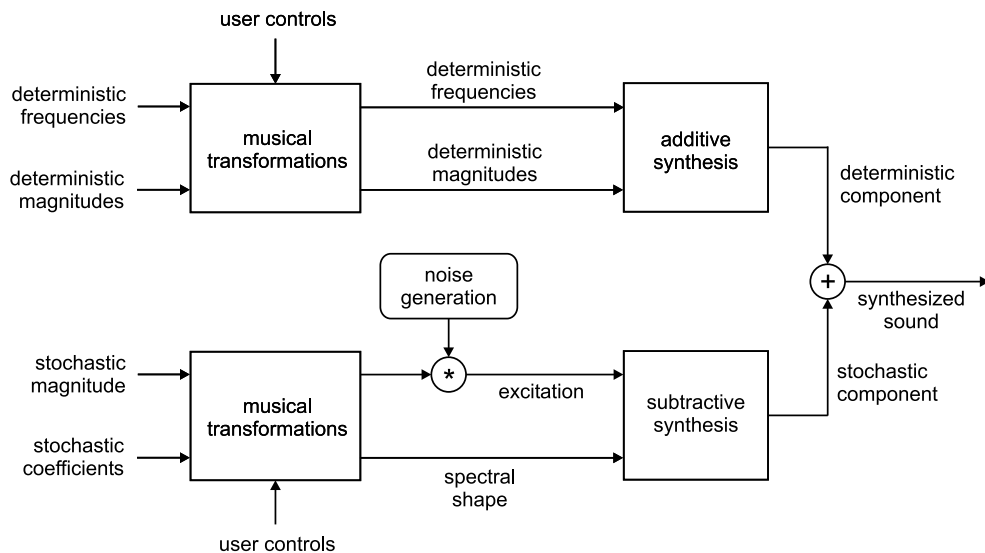 user controls
deterministic
frequencies
deterministic
magnitudes
musical
transformations
deterministic
frequencies
deterministic
magnitudes
additive
synthesis
deterministic
component
noise
generation
+
synthesized
sound
stochastic
magnitude
stochastic
coefficients
musical
transformations
*
excitation
spectral
shape
subtractive
synthesis
stochastic
component
user controls